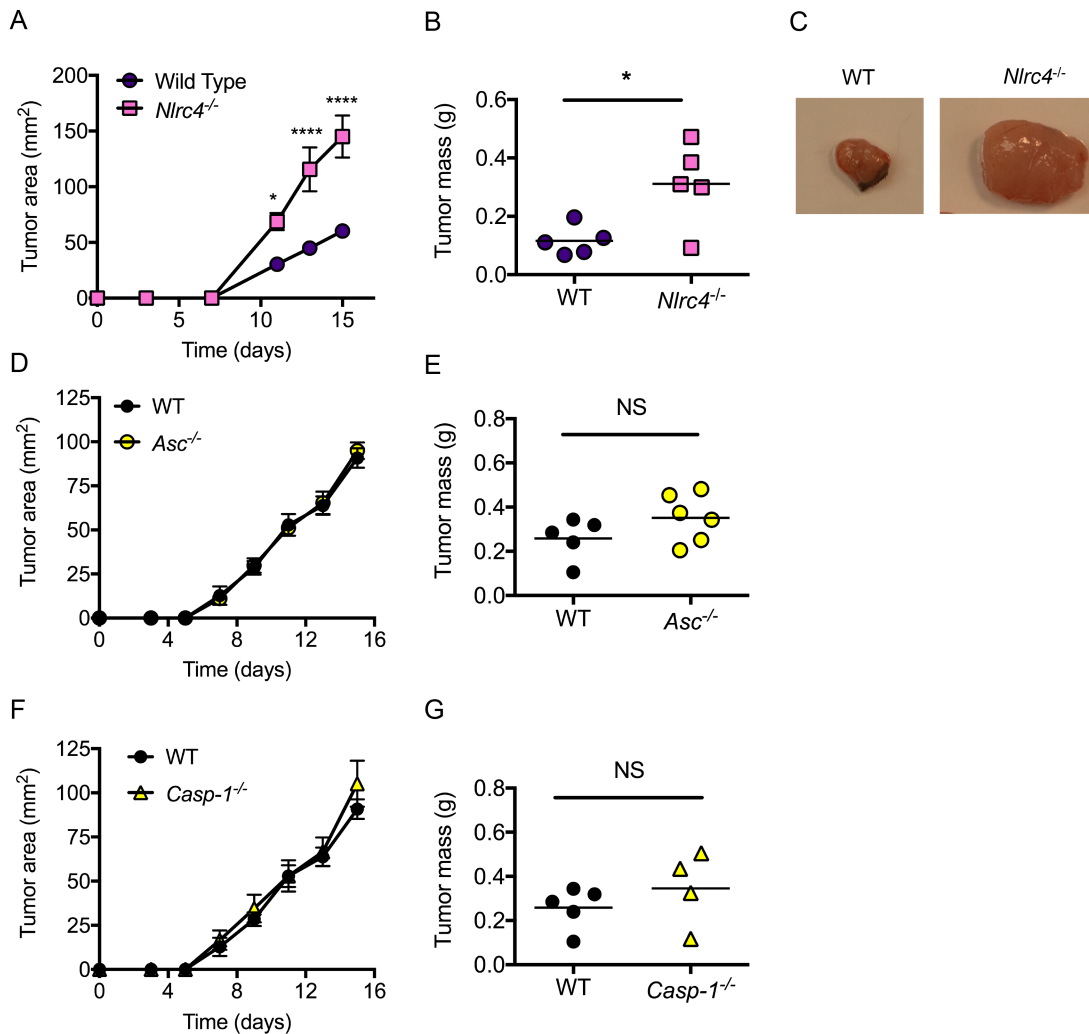 A
Wild Type
Nlrc4-/-
Tumor area (mm2)
200
150
100
50
0
*
****
****
0
5
10
15
Time (days)
B
*
Tumor mass (g)
0.6
0.4
0.2
0.0
WT
Nlrc4-/-
C
WT
Nlrc4-/-
D
WT
Asc-/-
Tumor area (mm2)
125
100
75
50
25
0
0
4
8
12
16
Time (days)
E
NS
Tumor mass (g)
0.8
0.6
0.4
0.2
0.0
WT
Asc-/-
F
WT
Casp-1-/-
Tumor area (mm2)
125
100
75
50
25
0
0
4
8
12
16
Time (days)
G
NS
Tumor mass (g)
0.8
0.6
0.4
0.2
0.0
WT
Casp-1-/-